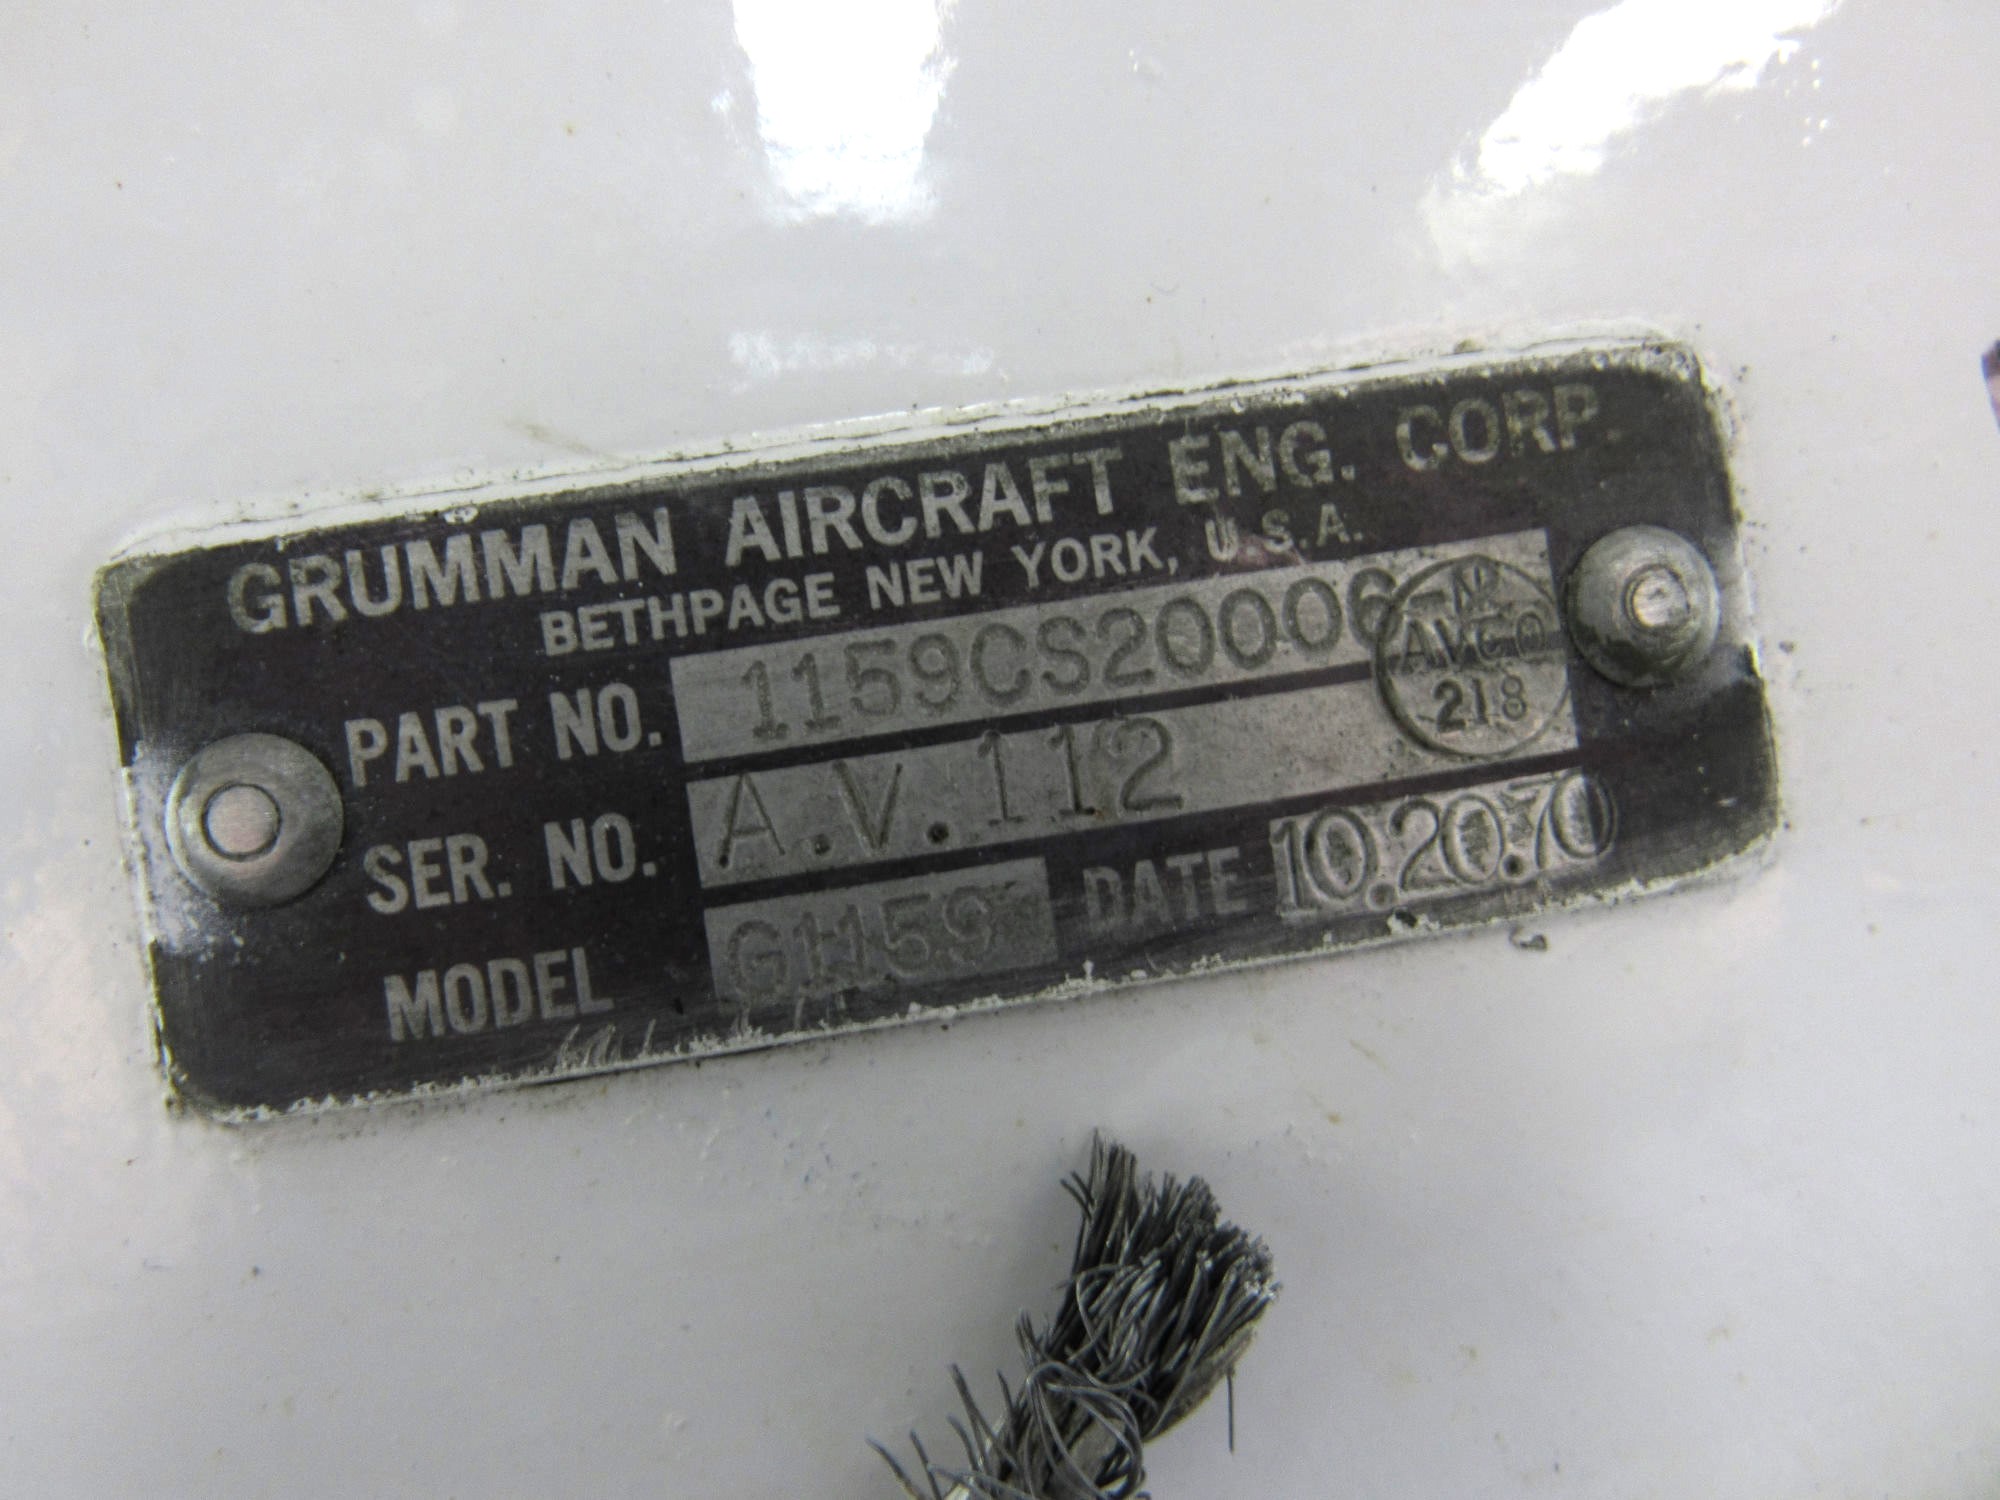 GRUMMAN AIRCRAFT ENG. CORP.
BETHPAGE NEW YORK, U.S.A.
PART NO. 1159CS20006
AVCO
218
SER. NO. A.V.112
MODEL G1159 DATE 10.20.70